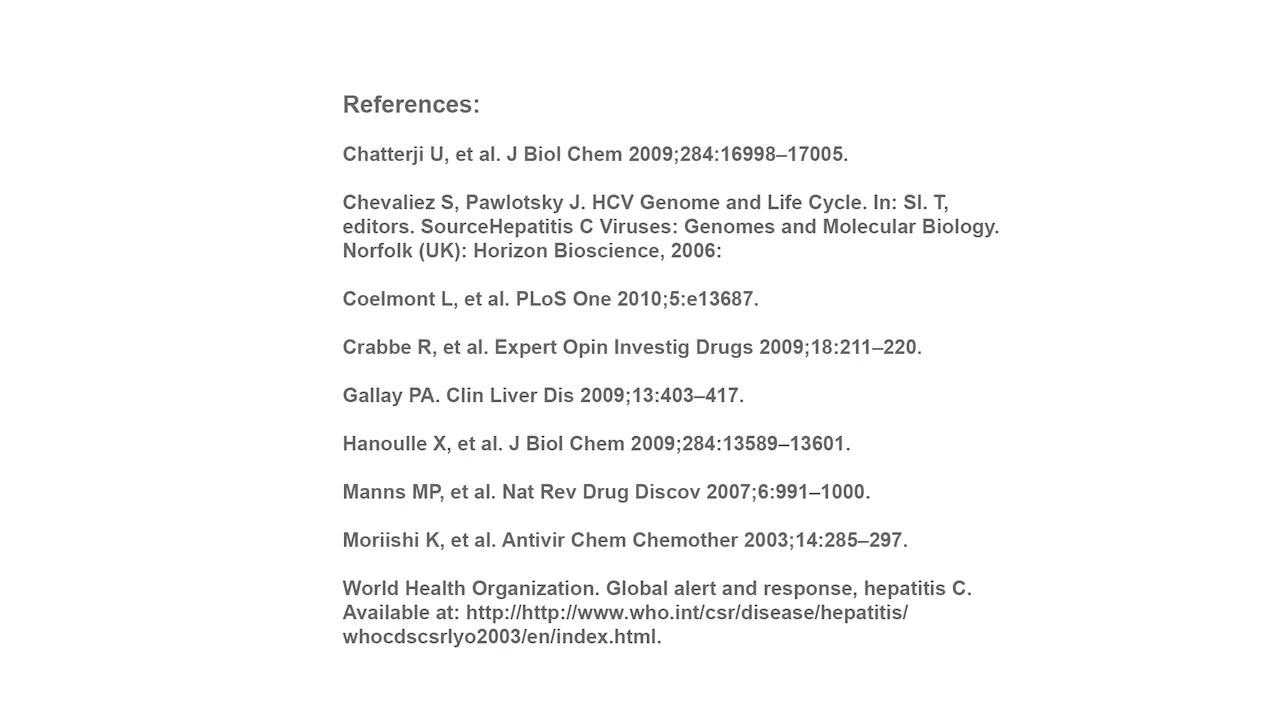 References:
Chatterji U, et al. J Biol Chem 2009;284:16998–17005.
Chevaliez S, Pawlotsky J. HCV Genome and Life Cycle. In: SI. T,
editors. SourceHepatitis C Viruses: Genomes and Molecular Biology.
Norfolk (UK): Horizon Bioscience, 2006:
Coelmont L, et al. PLoS One 2010;5:e13687.
Crabbe R, et al. Expert Opin Investig Drugs 2009;18:211–220.
Gallay PA. Clin Liver Dis 2009;13:403–417.
Hanoulle X, et al. J Biol Chem 2009;284:13589–13601.
Manns MP, et al. Nat Rev Drug Discov 2007;6:991–1000.
Moriishi K, et al. Antivir Chem Chemother 2003;14:285–297.
World Health Organization. Global alert and response, hepatitis C.
Available at: http://http://www.who.int/csr/disease/hepatitis/
whocdscsrlyo2003/en/index.html.